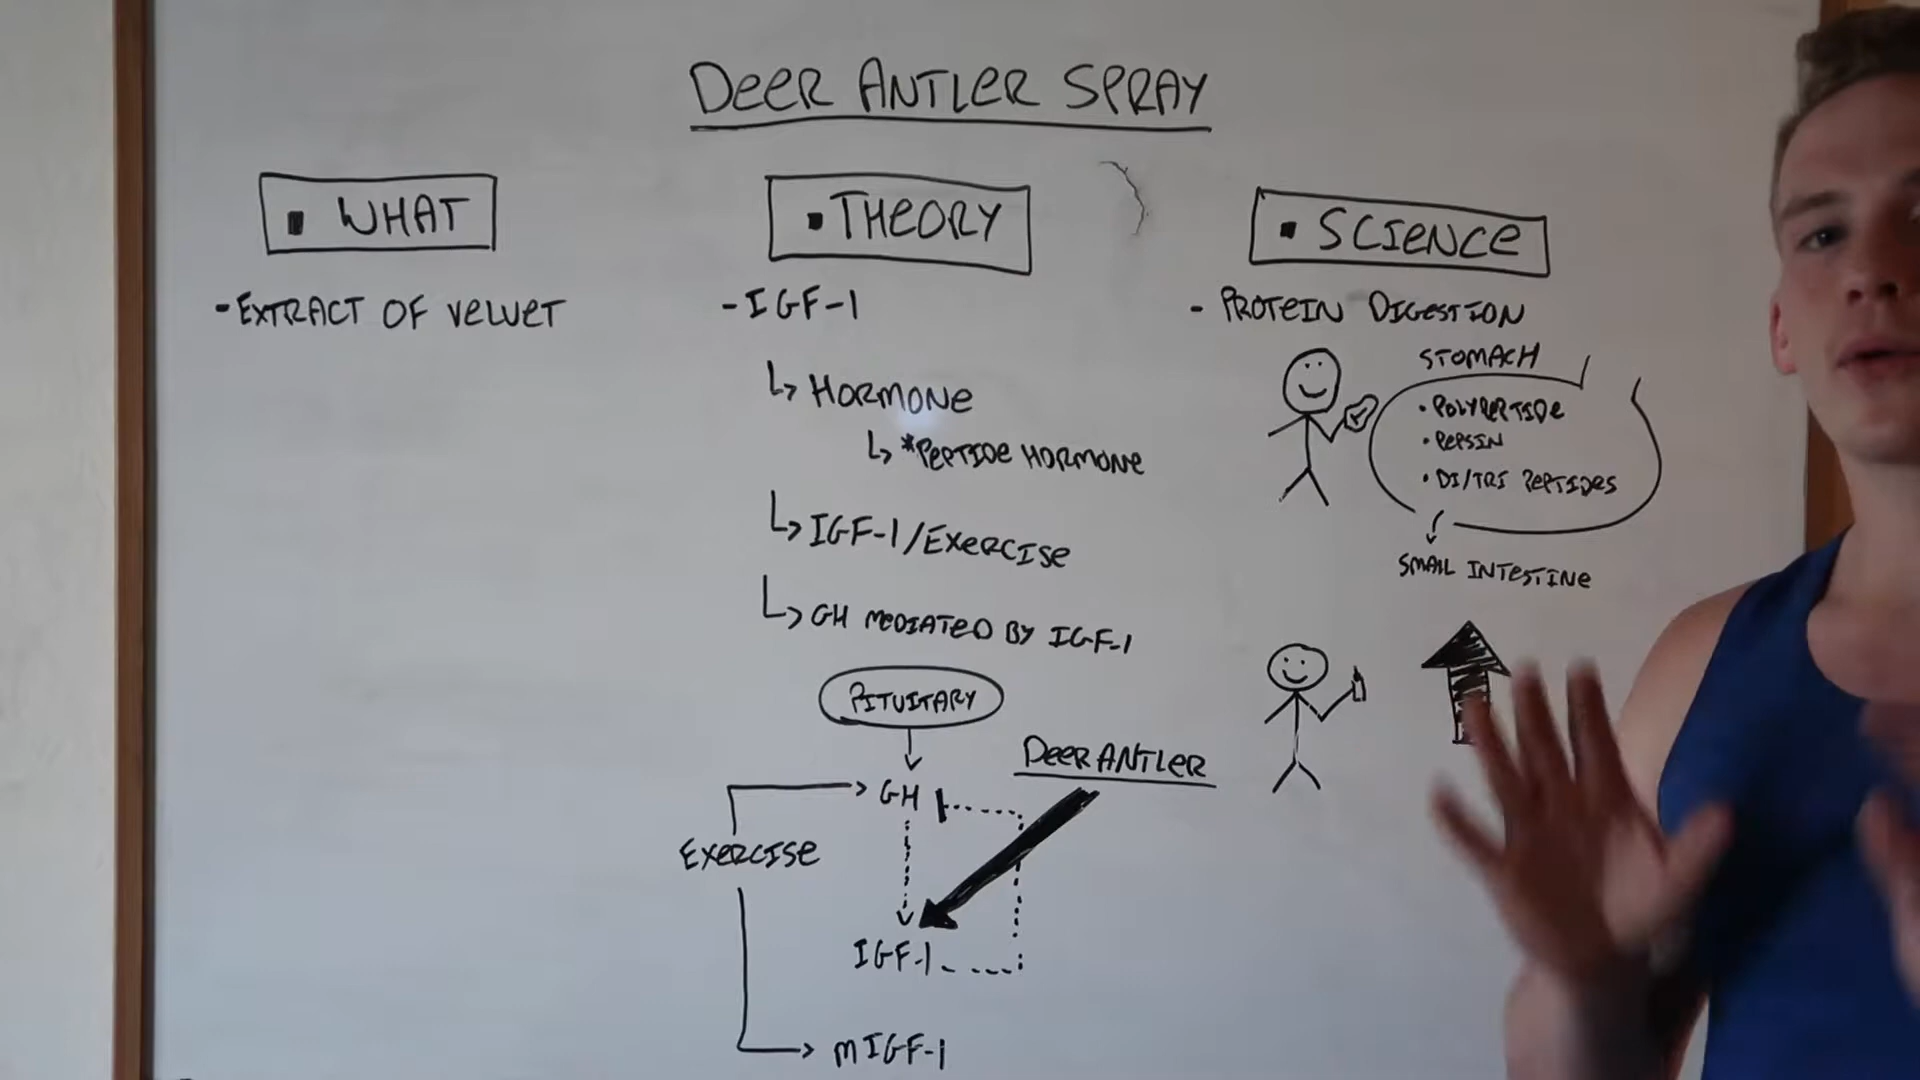 DEER ANTLER SPRAY
▪ WHAT
- EXTRACT OF VELVET
▪ THEORY
- IGF-1
↳ HORMONE
↳ *PEPTIDE HORMONE
↳ IGF-1/EXERCISE
↳ GH MEDIATED BY IGF-1
PITUITARY
DEER ANTLER
GH
EXERCISE
IGF-1
mIGF-1
▪ SCIENCE
- PROTEIN DIGESTION
STOMACH
• POLYPEPTIDE
• PEPSIN
• DI/TRI PEPTIDES
SMALL INTESTINE